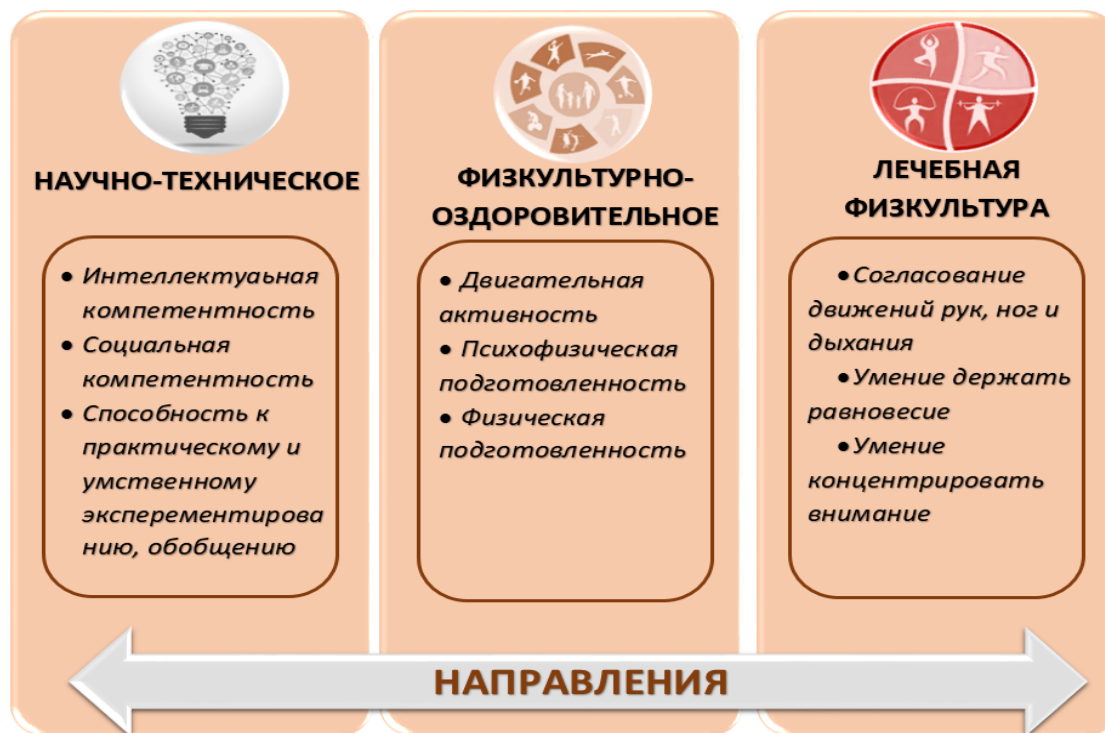 НАУЧНО-ТЕХНИЧЕСКОЕ
• Интеллектуаьная
компетентность
• Социальная
компетентность
• Способность к
практическому и
умственному
эксперементирова
нию, обобщению
ФИЗКУЛЬТУРНО-
ОЗДОРОВИТЕЛЬНОЕ
• Двигательная
активность
• Психофизическая
подготовленность
• Физическая
подготовленность
ЛЕЧЕБНАЯ
ФИЗКУЛЬТУРА
•Согласование
движений рук, ног и
дыхания
•Умение держать
равновесие
•Умение
концентрировать
внимание
НАПРАВЛЕНИЯ